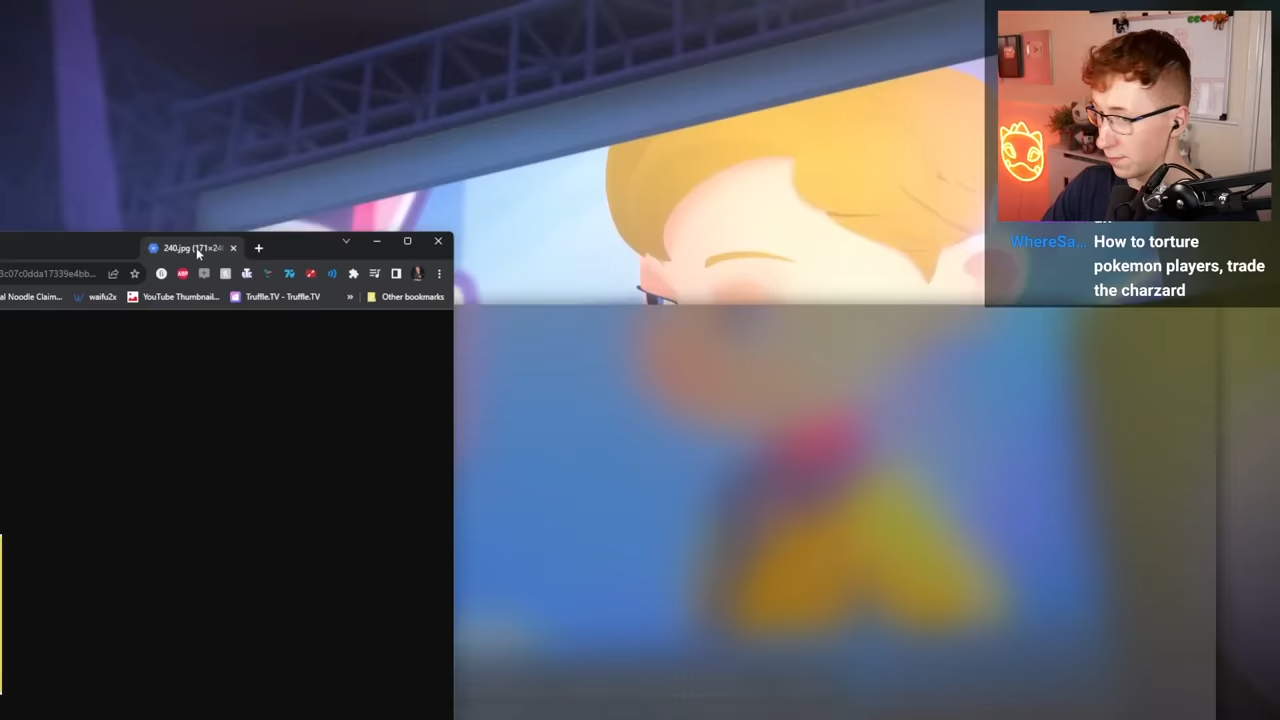 240.jpg (171×24
3c07c0dda17339e4bb...
al Noodle Claim...
waifu2x
YouTube Thumbnail...
Truffle.TV - Truffle.TV
»
Other bookmarks
WhereSa... How to torture
pokemon players, trade
the charzard